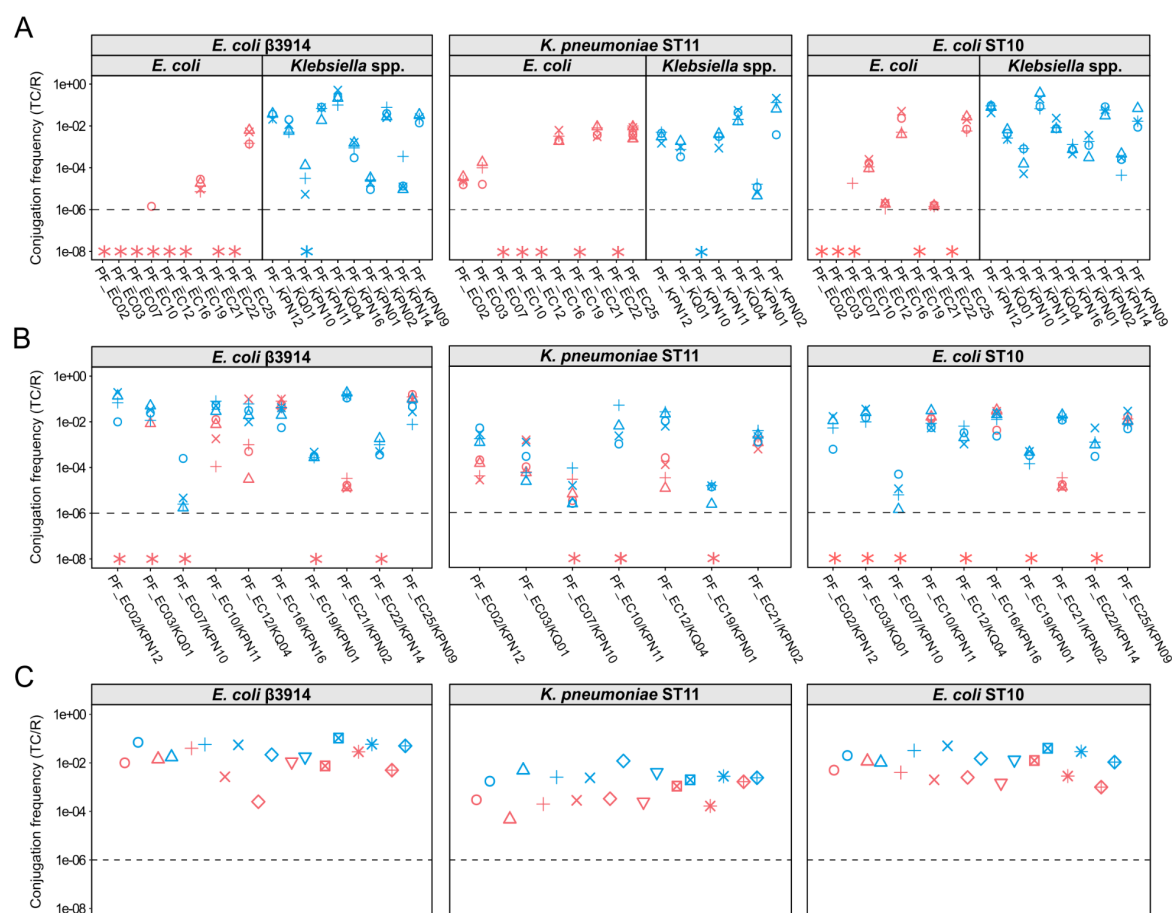 A
E. coli β3914
K. pneumoniae ST11
E. coli ST10
E. coli
Klebsiella spp.
E. coli
Klebsiella spp.
E. coli
Klebsiella spp.
Conjugation frequency (TC/R)
1e+00
1e-02
1e-04
1e-06
1e-08
PF_EC02
PF_EC03
PF_EC07
PF_EC10
PF_EC12
PF_EC16
PF_EC19
PF_EC21
PF_EC22
PF_EC25
PF_KPN12
PF_KQ01
PF_KPN10
PF_KPN11
PF_KQ04
PF_KPN16
PF_KPN01
PF_KPN02
PF_KPN14
PF_KPN09
PF_EC02
PF_EC03
PF_EC07
PF_EC10
PF_EC12
PF_EC19
PF_EC21
PF_EC22
PF_EC25
PF_KPN12
PF_KQ01
PF_KPN10
PF_KPN11
PF_KQ04
PF_KPN01
PF_KPN02
PF_EC02
PF_EC03
PF_EC07
PF_EC10
PF_EC12
PF_EC16
PF_EC19
PF_EC21
PF_EC22
PF_EC25
PF_KPN12
PF_KQ01
PF_KPN10
PF_KPN11
PF_KQ04
PF_KPN16
PF_KPN01
PF_KPN02
PF_KPN14
PF_KPN09
B
E. coli β3914
K. pneumoniae ST11
E. coli ST10
Conjugation frequency (TC/R)
1e+00
1e-02
1e-04
1e-06
1e-08
PF_EC02/KPN12
PF_EC03/KQ01
PF_EC07/KPN10
PF_EC10/KPN11
PF_EC12/KQ04
PF_EC16/KPN16
PF_EC19/KPN01
PF_EC21/KPN02
PF_EC22/KPN14
PF_EC25/KPN09
PF_EC02/KPN12
PF_EC03/KQ01
PF_EC07/KPN10
PF_EC10/KPN11
PF_EC12/KQ04
PF_EC19/KPN01
PF_EC21/KPN02
PF_EC02/KPN12
PF_EC03/KQ01
PF_EC07/KPN10
PF_EC10/KPN11
PF_EC12/KQ04
PF_EC16/KPN16
PF_EC19/KPN01
PF_EC21/KPN02
PF_EC22/KPN14
PF_EC25/KPN09
C
E. coli β3914
K. pneumoniae ST11
E. coli ST10
Conjugation frequency (TC/R)
1e+00
1e-02
1e-04
1e-06
1e-08